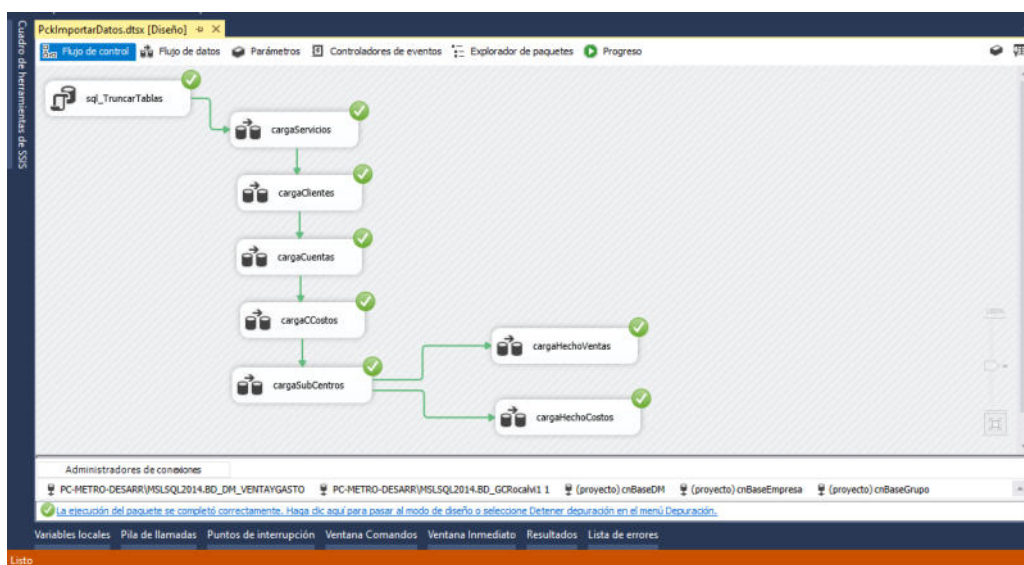 Cuadro de herramientas de SSIS
PckImportarDatos.dtsx [Diseño]
Flujo de control Flujo de datos Parámetros Controladores de eventos Explorador de paquetes Progreso
sql_TruncarTablas
cargaServicios
cargaClientes
cargaCuentas
cargaCCostos
cargaSubCentros
cargaHechoVentas
cargaHechoCostos
100%
Administradores de conexiones
PC-METRO-DESARR\MSLSQL2014.BD_DM_VENTAYGASTO PC-METRO-DESARR\MSLSQL2014.BD_GCRocalvi1 1 (proyecto) cnBaseDM (proyecto) cnBaseEmpresa (proyecto) cnBaseGrupo
La ejecución del paquete se completó correctamente. Haga clic aquí para pasar al modo de diseño o seleccione Detener depuración en el menú Depuración.
Variables locales Pila de llamadas Puntos de interrupción Ventana Comandos Ventana Inmediato Resultados Lista de errores
Listo